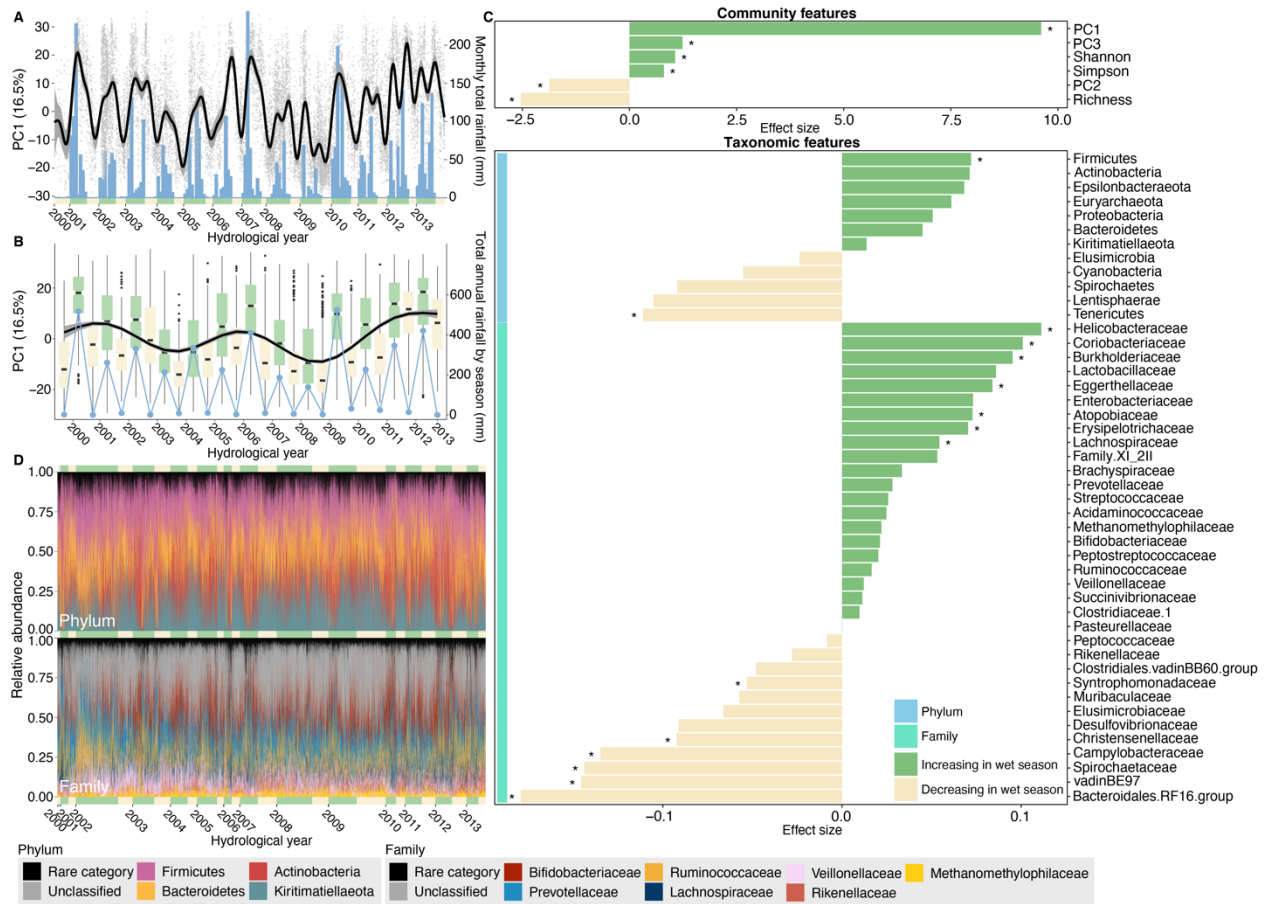 A
PC1 (16.5%)
30
20
10
0
−10
−20
−30
200
150
100
50
0
Monthly total rainfall (mm)
2000
2001
2002
2003
2004
2005
2006
2007
2008
2009
2010
2011
2012
2013
Hydrological year
B
PC1 (16.5%)
20
0
−20
600
400
200
0
Total annual rainfall by season (mm)
2000
2001
2002
2003
2004
2005
2006
2007
2008
2009
2010
2011
2012
2013
Hydrological year
C
Community features
PC1
PC3
Shannon
Simpson
PC2
Richness
* * * * * *
−2.5 0.0 2.5 5.0 7.5 10.0
Effect size
Taxonomic features
Firmicutes *
Actinobacteria
Epsilonbacteraeota
Euryarchaeota
Proteobacteria
Bacteroidetes
Kiritimatiellaeota
Elusimicrobia
Cyanobacteria
Spirochaetes
Lentisphaerae
* Tenericutes
* Helicobacteraceae
* Coriobacteriaceae
* Burkholderiaceae
Lactobacillaceae
* Eggerthellaceae
Enterobacteriaceae
* Atopobiaceae
* Erysipelotrichaceae
* Lachnospiraceae
Family.XI_2II
Brachyspiraceae
Prevotellaceae
Streptococcaceae
Acidaminococcaceae
Methanomethylophilaceae
Bifidobacteriaceae
Peptostreptococcaceae
Ruminococcaceae
Veillonellaceae
Succinivibrionaceae
Clostridiaceae.1
Pasteurellaceae
Peptococcaceae
Rikenellaceae
Clostridiales.vadinBB60.group
* Syntrophomonadaceae
Muribaculaceae
Elusimicrobiaceae
Desulfovibrionaceae
* Christensenellaceae
* Campylobacteraceae
* Spirochaetaceae
* vadinBE97
* Bacteroidales.RF16.group
Phylum
Family
Increasing in wet season
Decreasing in wet season
−0.1 0.0 0.1
Effect size
D
Relative abundance
1.00
0.75
0.50
0.25
0.00
Phylum
1.00
0.75
0.50
0.25
0.00
Family
2000
2001
2002
2003
2004
2005
2006
2007
2008
2009
2010
2011
2012
2013
Hydrological year
Phylum
Rare category Firmicutes Actinobacteria
Unclassified Bacteroidetes Kiritimatiellaeota
Family
Rare category Bifidobacteriaceae Ruminococcaceae Veillonellaceae Methanomethylophilaceae
Unclassified Prevotellaceae Lachnospiraceae Rikenellaceae